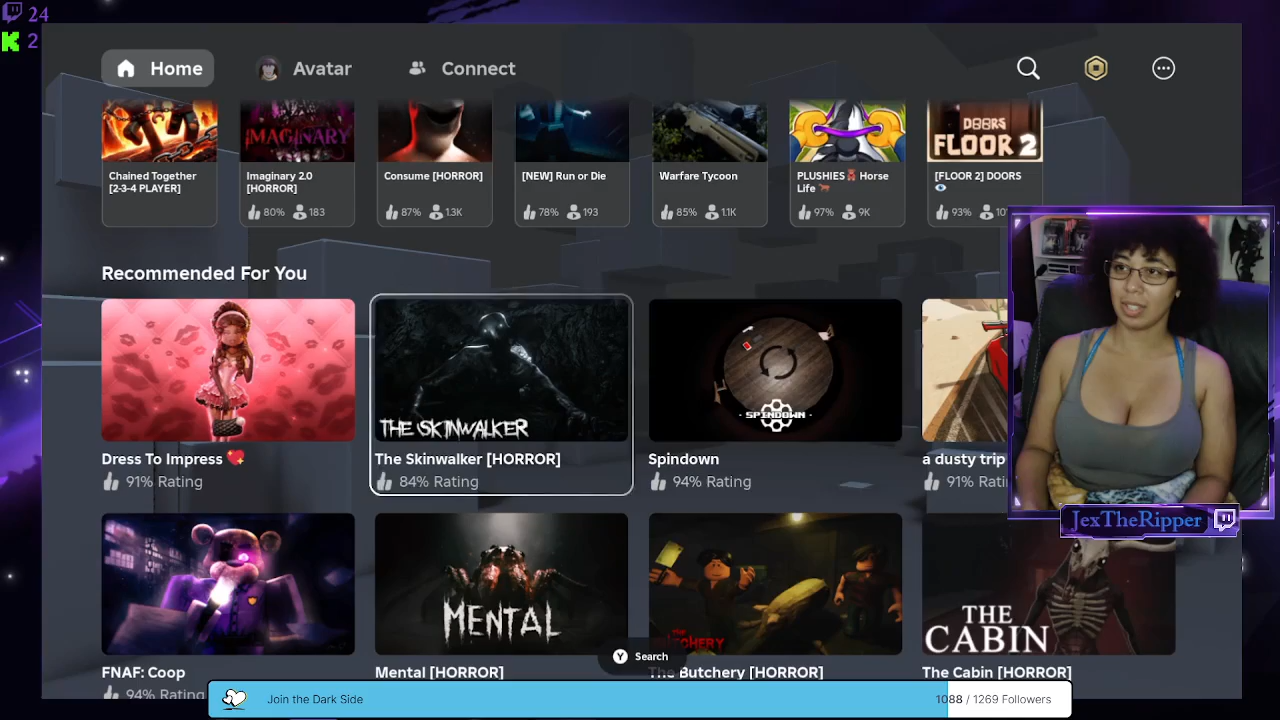 24
2
Home
Avatar
Connect
IMAGINARY
DOORS
FLOOR 2
Chained Together
[2-3-4 PLAYER]
Imaginary 2.0
[HORROR]
Consume [HORROR]
[NEW] Run or Die
Warfare Tycoon
PLUSHIES🧸 Horse
Life 🐎
[FLOOR 2] DOORS
👁️
80%
183
87%
1.3K
78%
193
85%
1.1K
97%
9K
93%
Recommended For You
THE SKINWALKER
· SPINDOWN ·
Dress To Impress 💖
The Skinwalker [HORROR]
Spindown
a dusty trip
91% Rating
84% Rating
94% Rating
91% Rati
JexTheRipper
MENTAL
THE
CABIN
Y Search
FNAF: Coop
Mental [HORROR]
The Butchery [HORROR]
The Cabin [HORROR]
94% Rating
Join the Dark Side
1088 / 1269 Followers